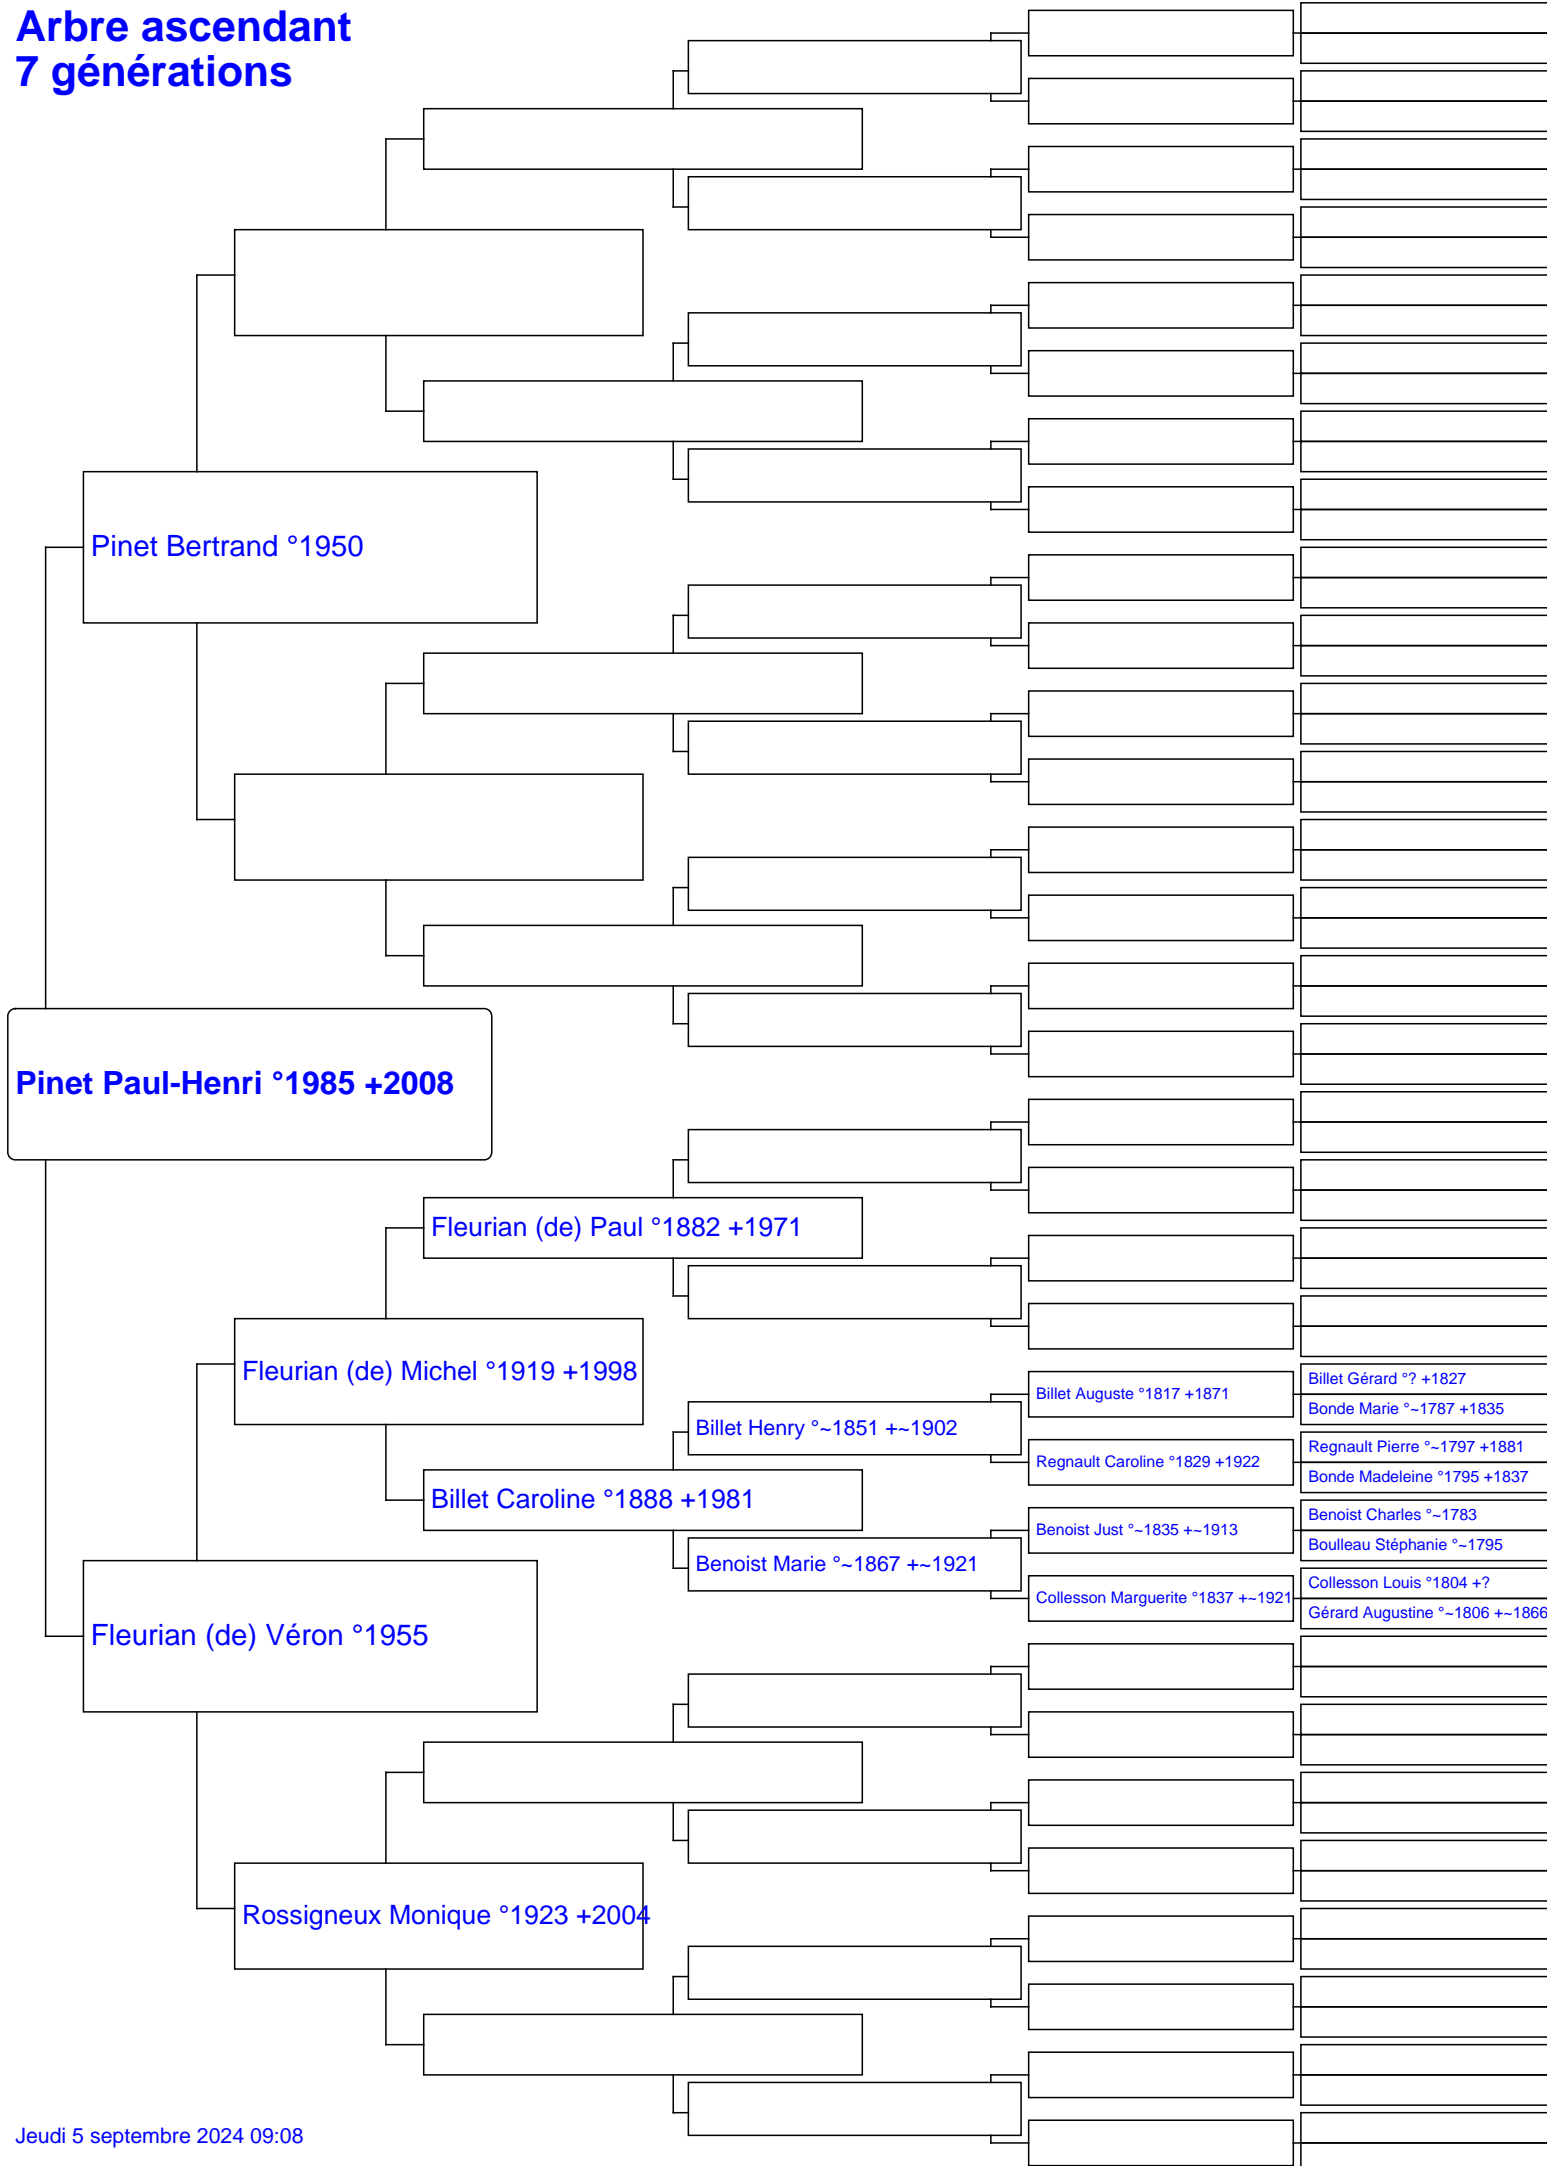 Arbre ascendant
7 générations
Pinet Bertrand °1950
Pinet Paul-Henri °1985 +2008
Fleurian (de) Paul °1882 +1971
Fleurian (de) Michel °1919 +1998
Billet Auguste °1817 +1871
Billet Gérard °? +1827
Bonde Marie °~1787 +1835
Billet Henry °~1851 +~1902
Regnault Caroline °1829 +1922
Regnault Pierre °~1797 +1881
Bonde Madeleine °1795 +1837
Billet Caroline °1888 +1981
Benoist Just °~1835 +~1913
Benoist Charles °~1783
Boulleau Stéphanie °~1795
Benoist Marie °~1867 +~1921
Collesson Marguerite °1837 +~1921
Collesson Louis °1804 +?
Gérard Augustine °~1806 +~1866
Fleurian (de) Véron °1955
Rossigneux Monique °1923 +2004
Jeudi 5 septembre 2024 09:08